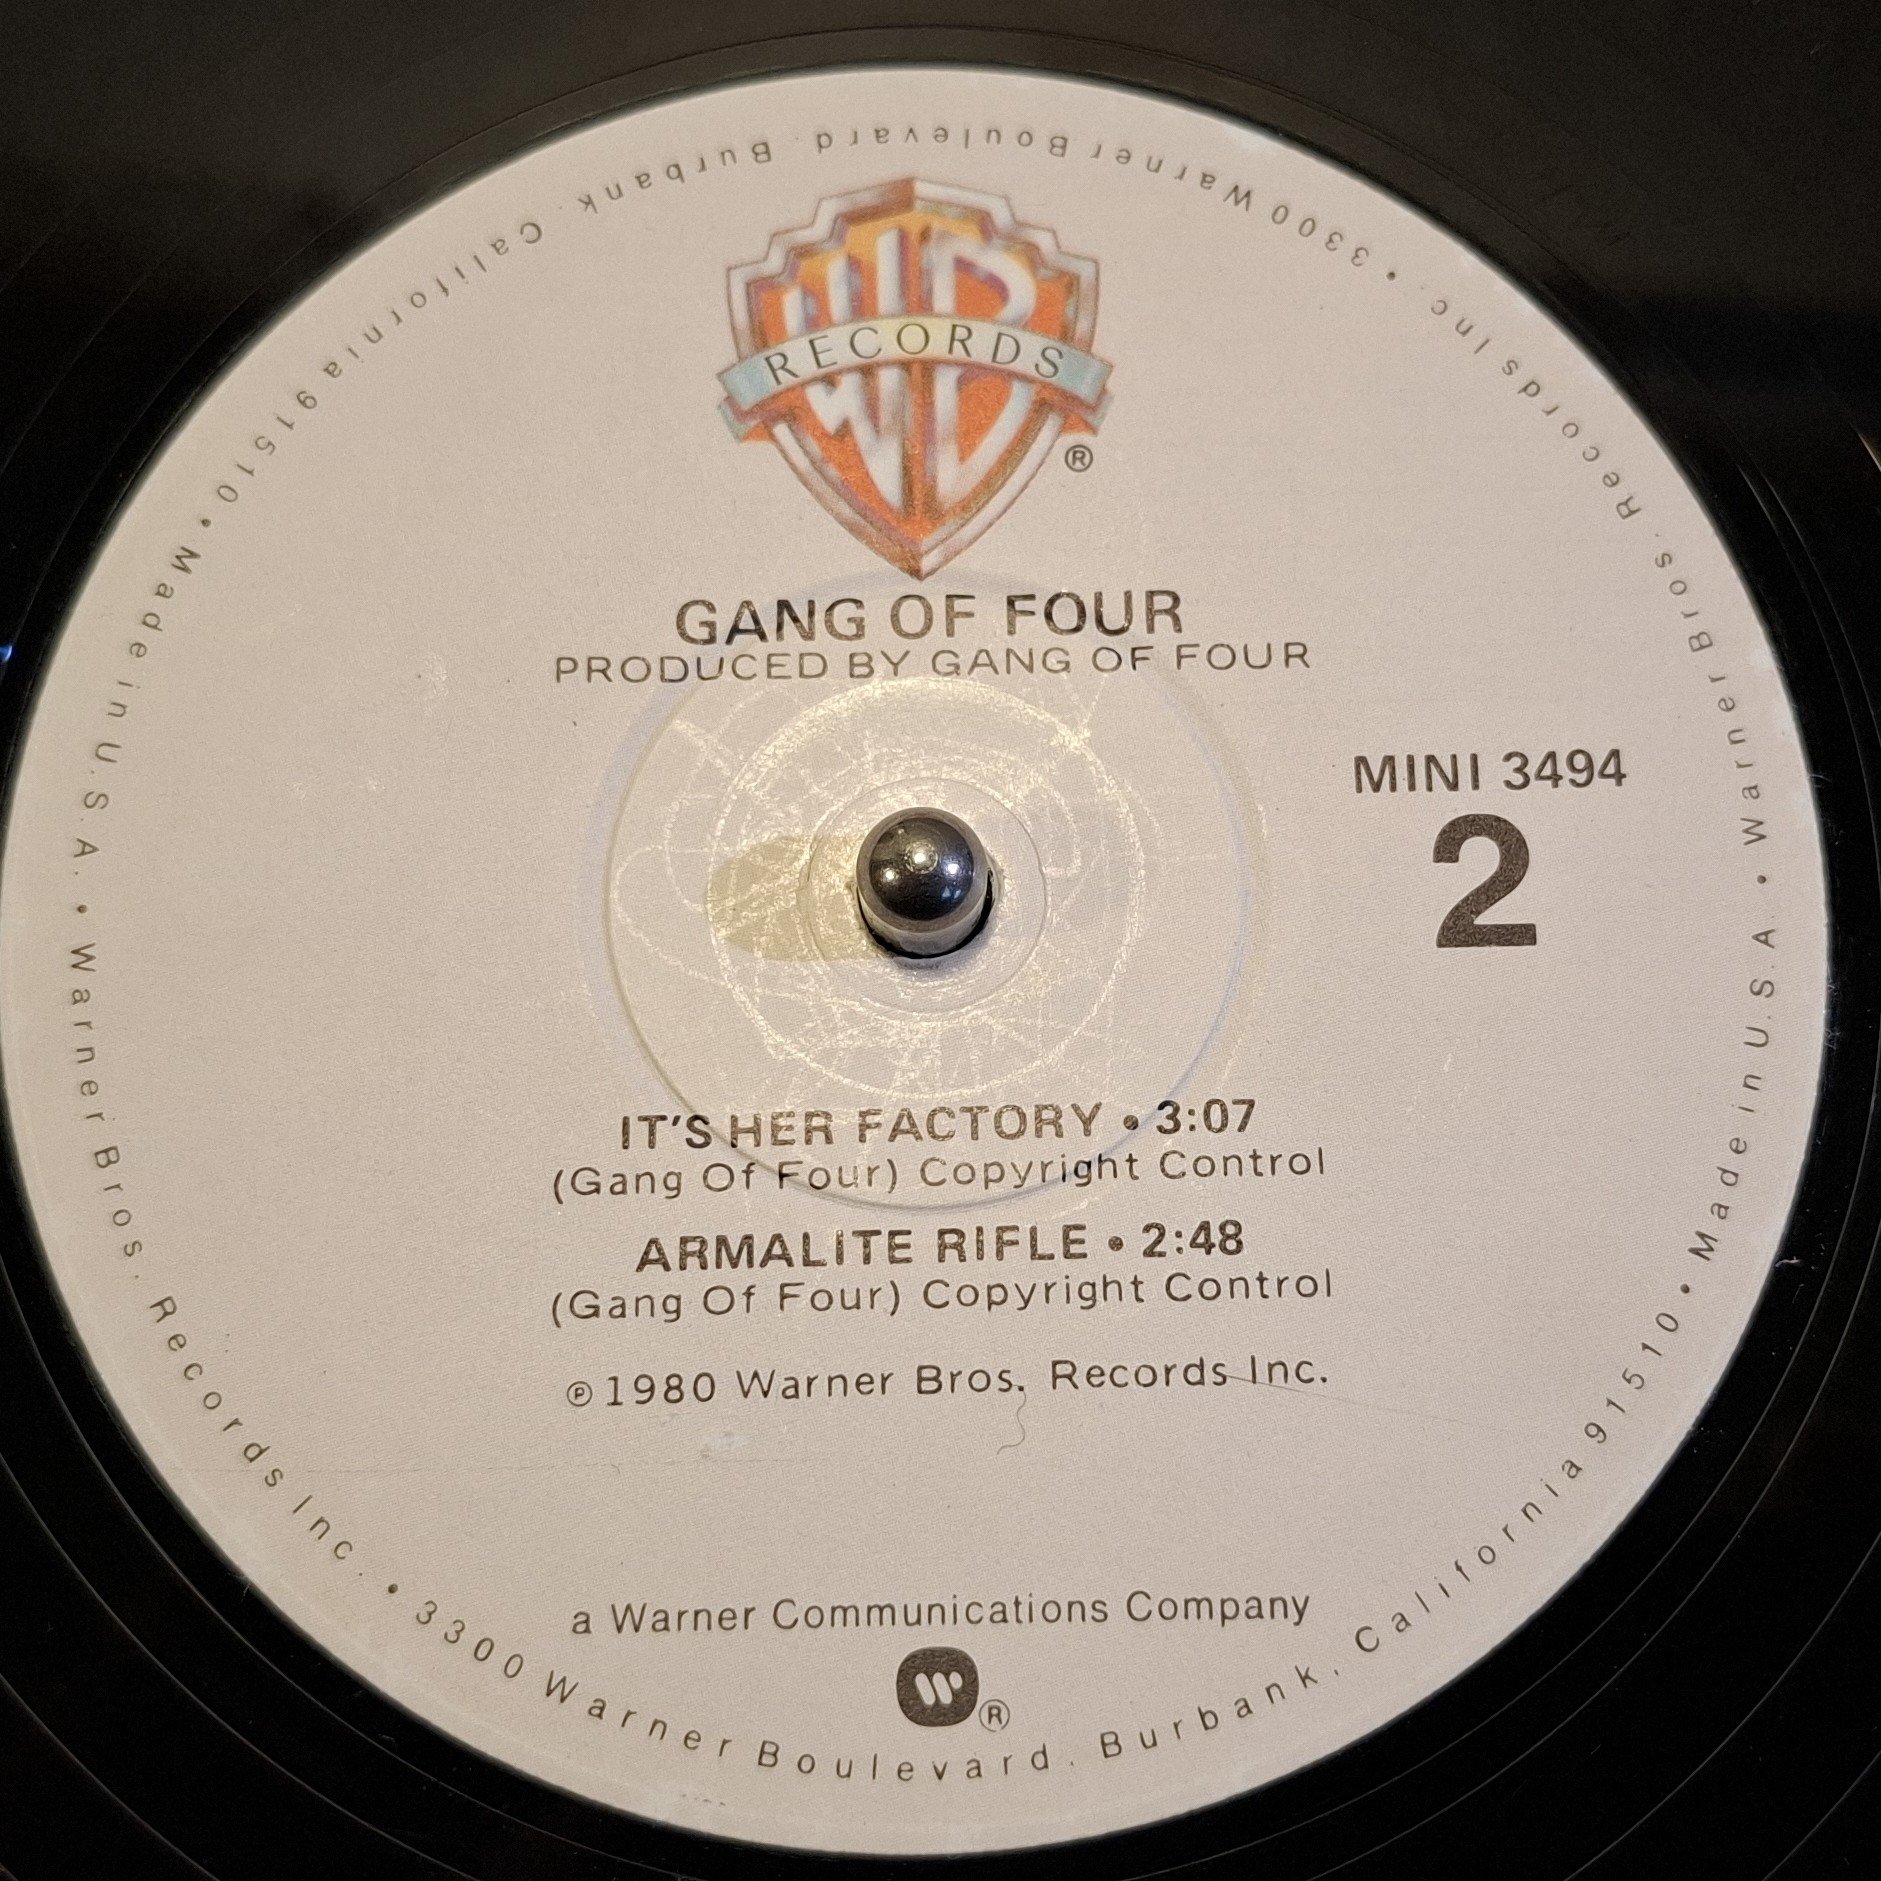 WB
RECORDS
®
GANG OF FOUR
PRODUCED BY GANG OF FOUR
MINI 3494
2
IT'S HER FACTORY • 3:07
(Gang Of Four) Copyright Control
ARMALITE RIFLE • 2:48
(Gang Of Four) Copyright Control
℗1980 Warner Bros. Records Inc.
a Warner Communications Company
W®
Warner Bros. Records Inc. • 3300 Warner Boulevard. Burbank. California 91510 • Made in U.S.A. •
Warner Bros. Records Inc. • 3300 Warner Boulevard. Burbank, California 91510 • Made in U.S.A. •